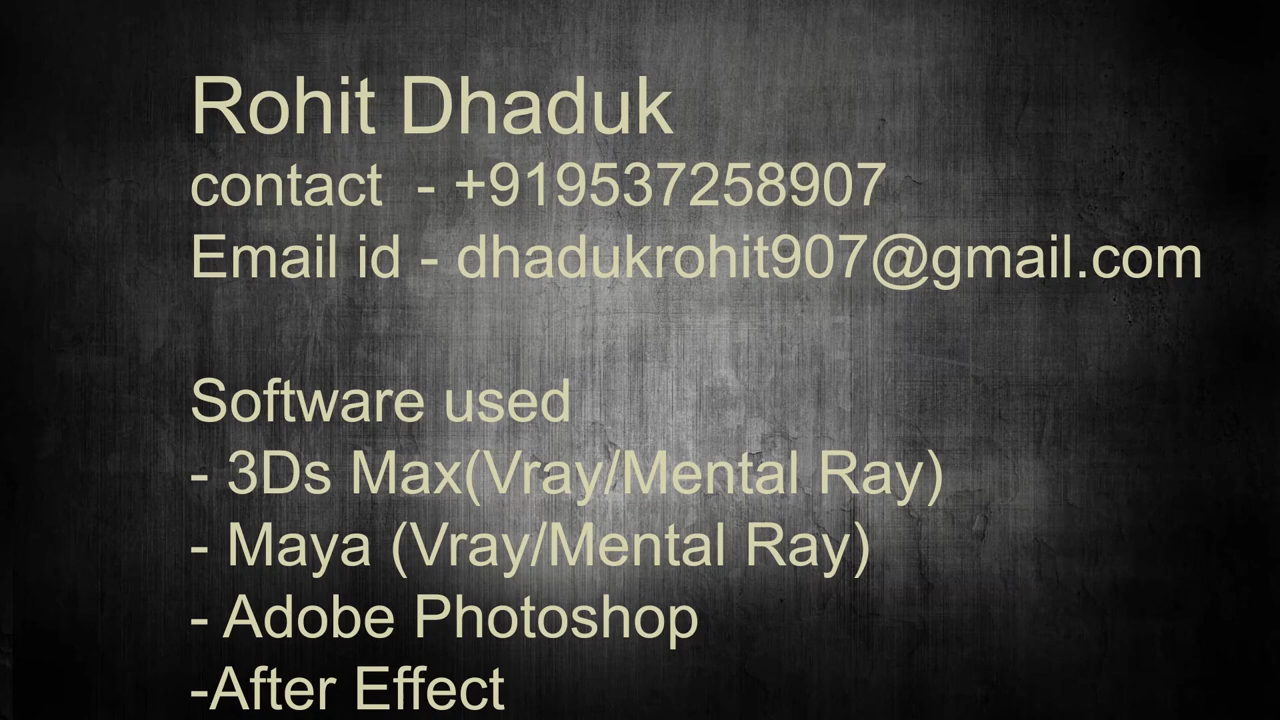 Rohit Dhaduk
contact  - +919537258907
Email id - dhadukrohit907@gmail.com
Software used
- 3Ds Max(Vray/Mental Ray)
- Maya (Vray/Mental Ray)
- Adobe Photoshop
-After Effect